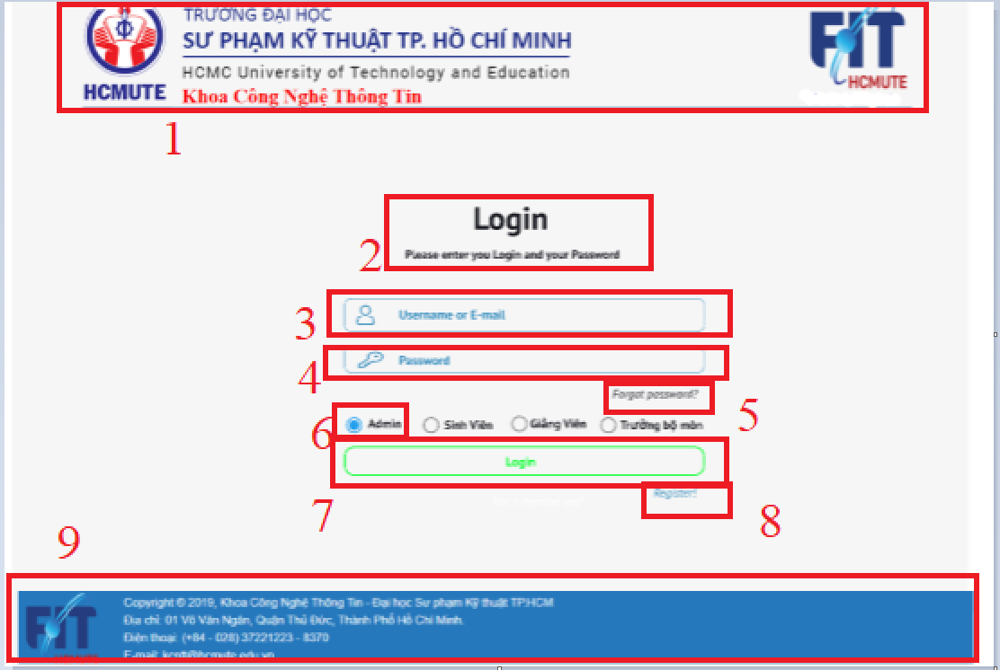 TRƯỜNG ĐẠI HỌC
SƯ PHẠM KỸ THUẬT TP. HỒ CHÍ MINH
HCMC University of Technology and Education
HCMUTE
Khoa Công Nghệ Thông Tin
FIT
HCMUTE
1
Login
2
Please enter you Login and your Password
3
Username or E-mail
4
Password
Forgot password?
5
6
Admin Sinh Viên Giảng Viên Trưởng bộ môn
Login
7
Register!
8
9
FIT
Copyright © 2019, Khoa Công Nghệ Thông Tin - Đại học Sư phạm Kỹ thuật TP.HCM
Địa chỉ: 01 Võ Văn Ngân, Quận Thủ Đức, Thành Phố Hồ Chí Minh.
Điện thoại: (+84 - 028) 37221223 - 8370
E-mail: kcntt@hcmute.edu.vn